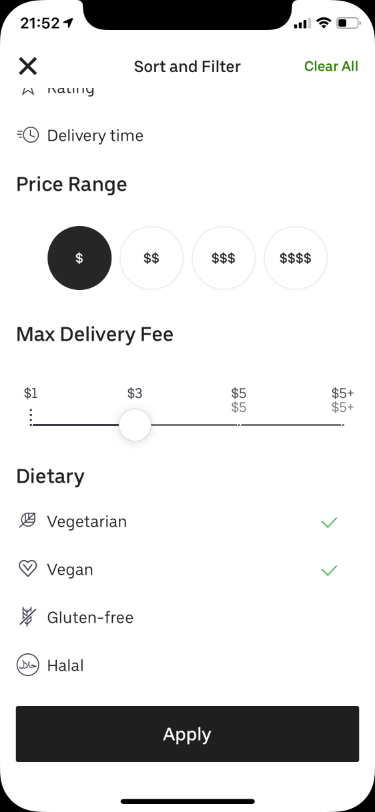 21:52
Sort and Filter
Clear All
Rating
Delivery time
Price Range
$ $$ $$$ $$$$
Max Delivery Fee
$1 $3 $5 $5+
$5 $5+
Dietary
Vegetarian
Vegan
Gluten-free
حلال Halal
Apply